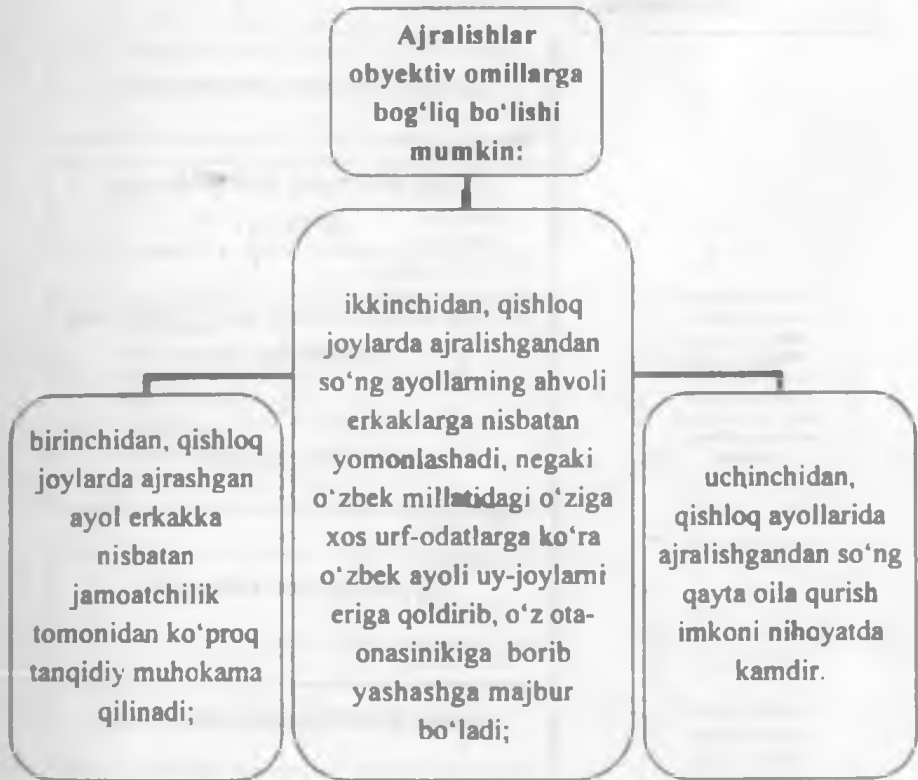 Ajralishlar
obyektiv omillarga
bog‘liq bo‘lishi
mumkin:
birinchidan, qishloq
joylarda ajrashgan
ayol erkakka
nisbatan
jamoatchilik
tomonidan ko‘proq
tanqidiy muhokama
qilinadi;
ikkinchidan, qishloq
joylarda ajralishgandan
so‘ng ayollarning ahvoli
erkaklarga nisbatan
yomonlashadi, negaki
o‘zbek millatidagi o‘ziga
xos urf-odatlarga ko‘ra
o‘zbek ayoli uy-joylami
eriga qoldirib, o‘z ota-
onasinikiga borib
yashashga majbur
bo‘ladi;
uchinchidan,
qishloq ayollarida
ajralishgandan so‘ng
qayta oila qurish
imkoni nihoyatda
kamdir.